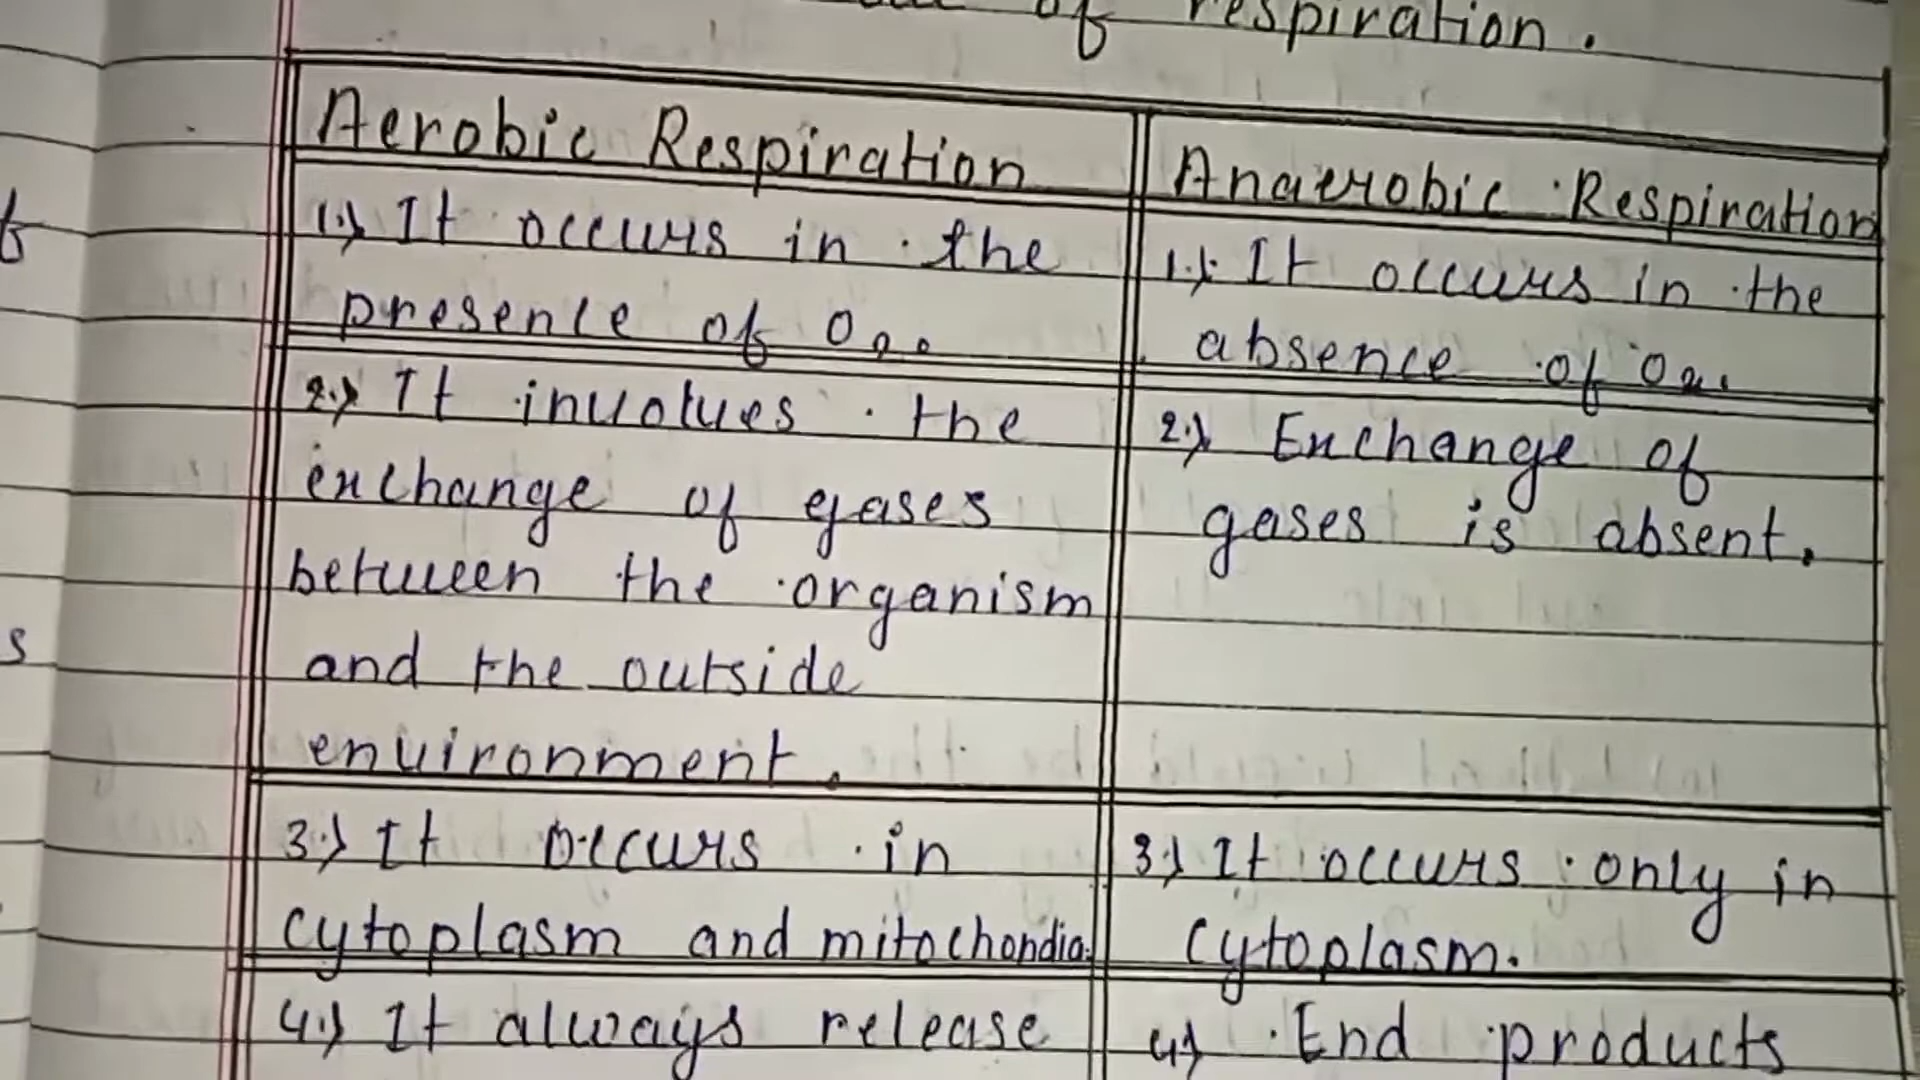 of respiration.
Aerobic Respiration
1.) It occurs in the
presence of O2.
2.) It involves the
exchange of gases
between the organism
and the outside
environment.
3.) It occurs in
cytoplasm and mitochondia.
4.) It always release
Anaerobic Respiration
1.) It occurs in the
absence of O2.
2.) Exchange of
gases is absent.
3.) It occurs only in
cytoplasm.
4.) End products